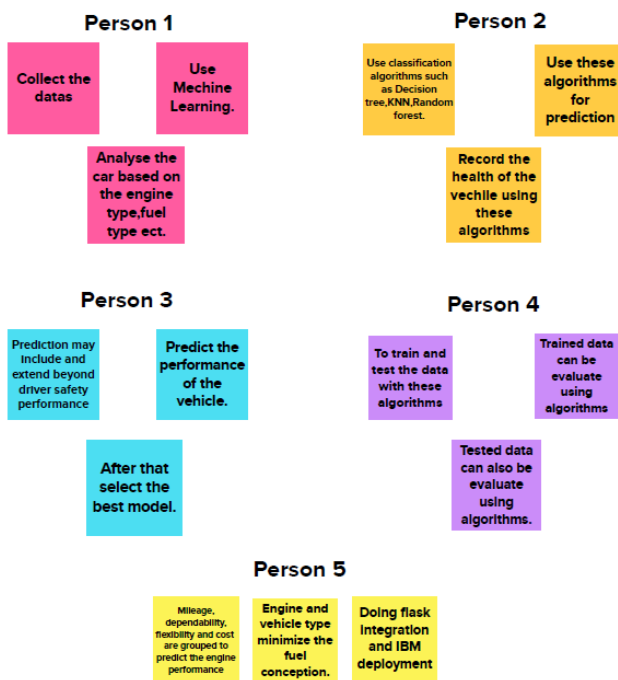 Person 1
Collect the
datas
Use
Mechine
Learning.
Analyse the
car based on
the engine
type,fuel
type ect.
Person 2
Use classification
algorithms such
as Decision
tree,KNN,Random
forest.
Use these
algorithms
for
prediction
Record the
health of the
vechile using
these
algorithms
Person 3
Prediction may
include and
extend beyond
driver safety
performance
Predict the
performance
of the
vehicle.
After that
select the
best model.
Person 4
To train and
test the data
with these
algorithms
Trained data
can be
evaluate
using
algorithms
Tested data
can also be
evaluate
using
algorithms.
Person 5
Mileage,
dependability,
flexibility and cost
are grouped to
predict the engine
performance
Engine and
vehicle type
minimize the
fuel
conception.
Doing flask
integration
and IBM
deployment